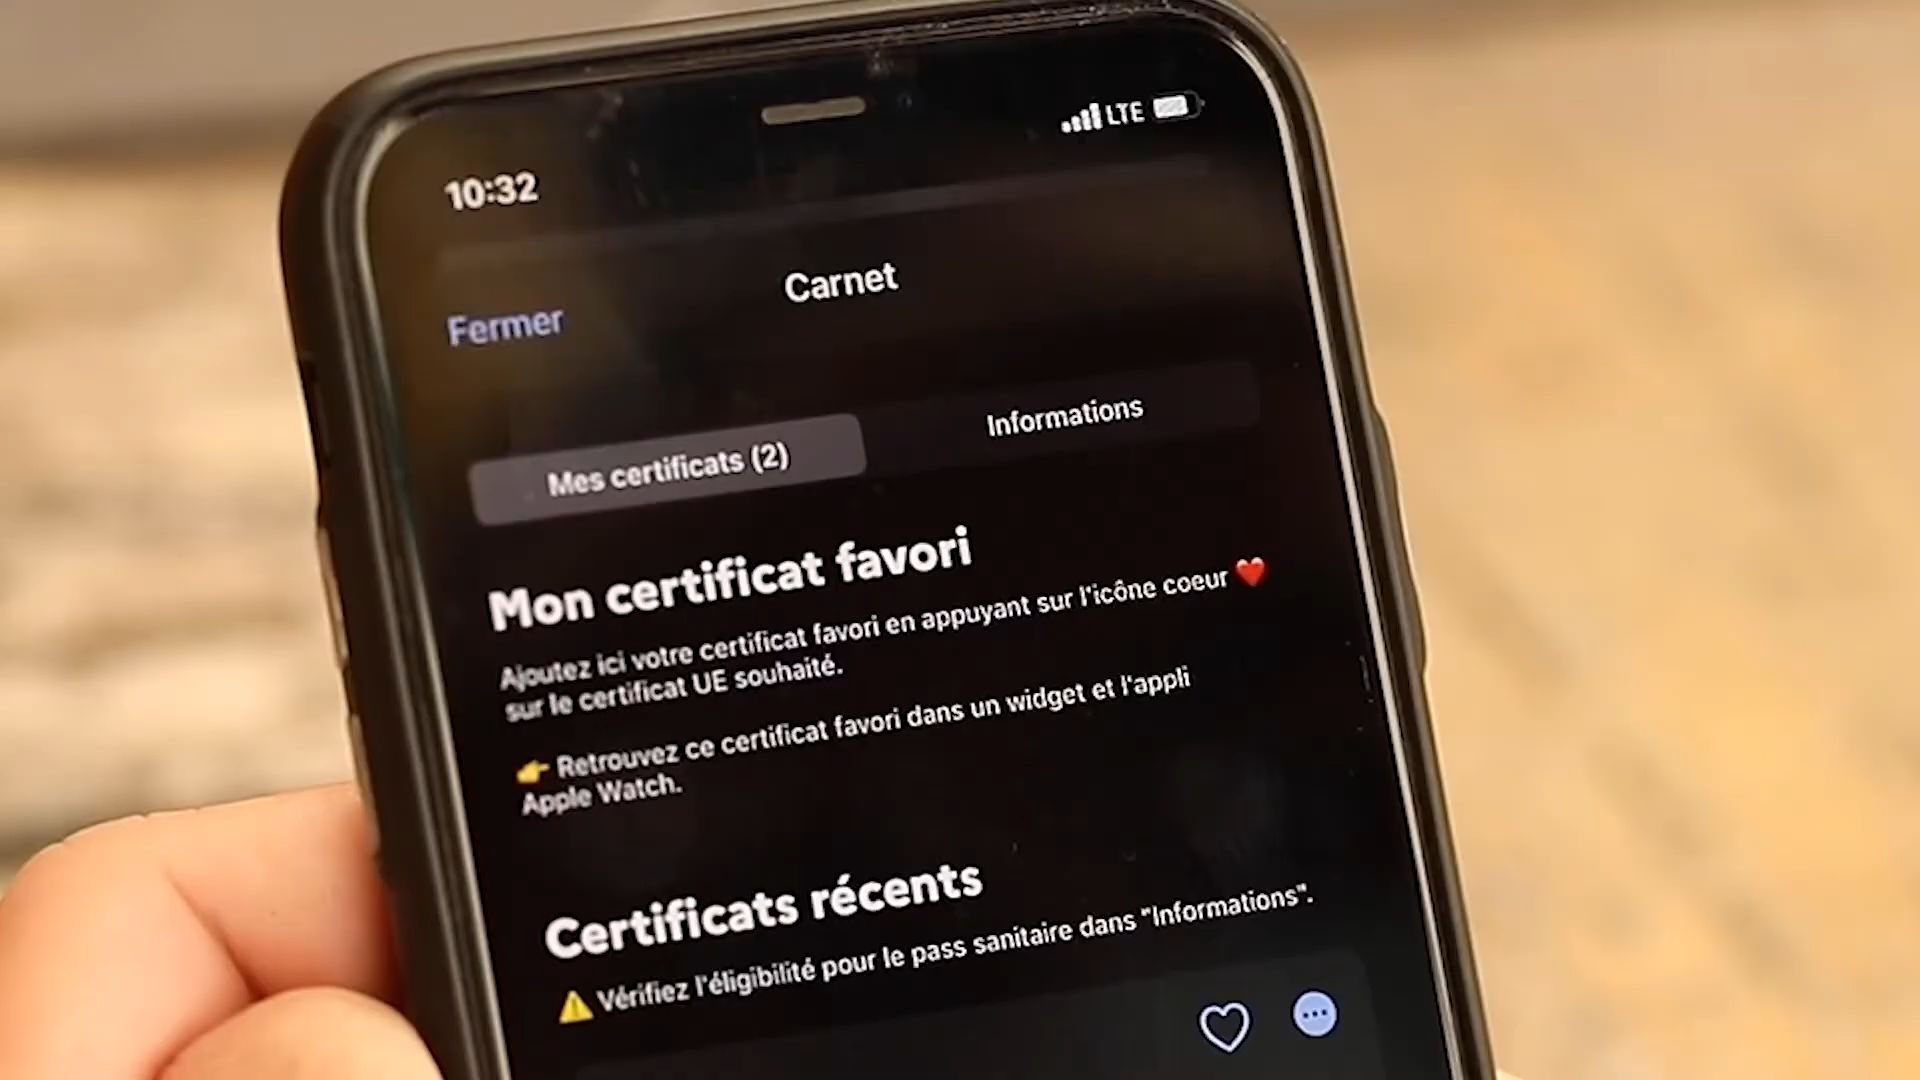 10:32
LTE
Carnet
Fermer
Mes certificats (2)
Informations
Mon certificat favori
Ajoutez ici votre certificat favori en appuyant sur l'icône coeur ❤️
sur le certificat UE souhaité.
👉 Retrouvez ce certificat favori dans un widget et l'appli
Apple Watch.
Certificats récents
⚠️ Vérifiez l'éligibilité pour le pass sanitaire dans "Informations".